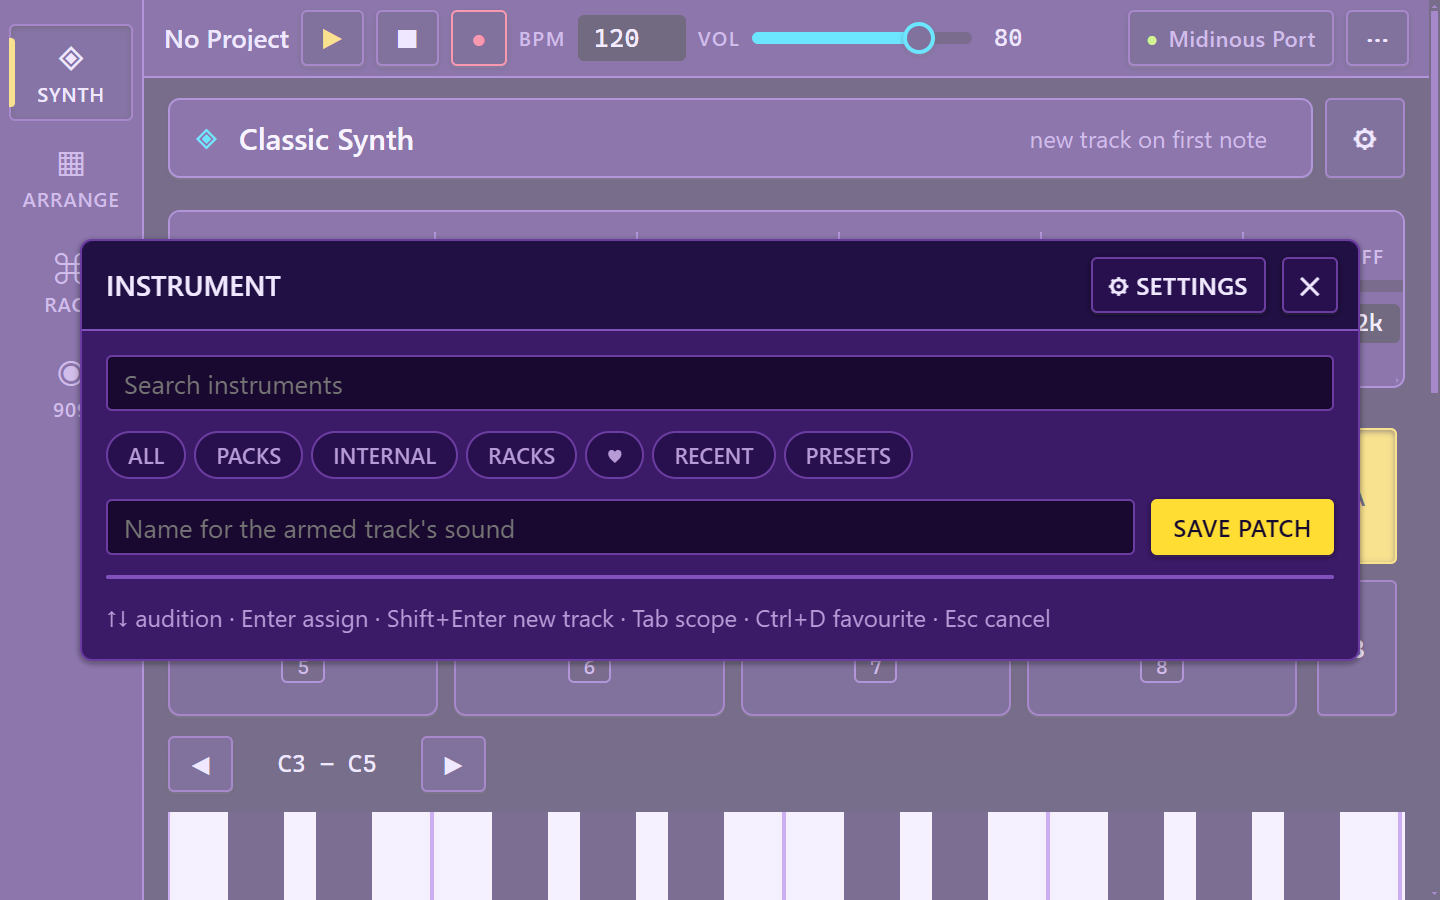 No Project
BPM 120
VOL 80
Midinous Port
...
SYNTH
ARRANGE
Classic Synth
new track on first note
FF
2k
INSTRUMENT
SETTINGS
Search instruments
ALL PACKS INTERNAL RACKS RECENT PRESETS
Name for the armed track's sound
SAVE PATCH
↑↓ audition · Enter assign · Shift+Enter new track · Tab scope · Ctrl+D favourite · Esc cancel
5 6 7 8
C3 – C5